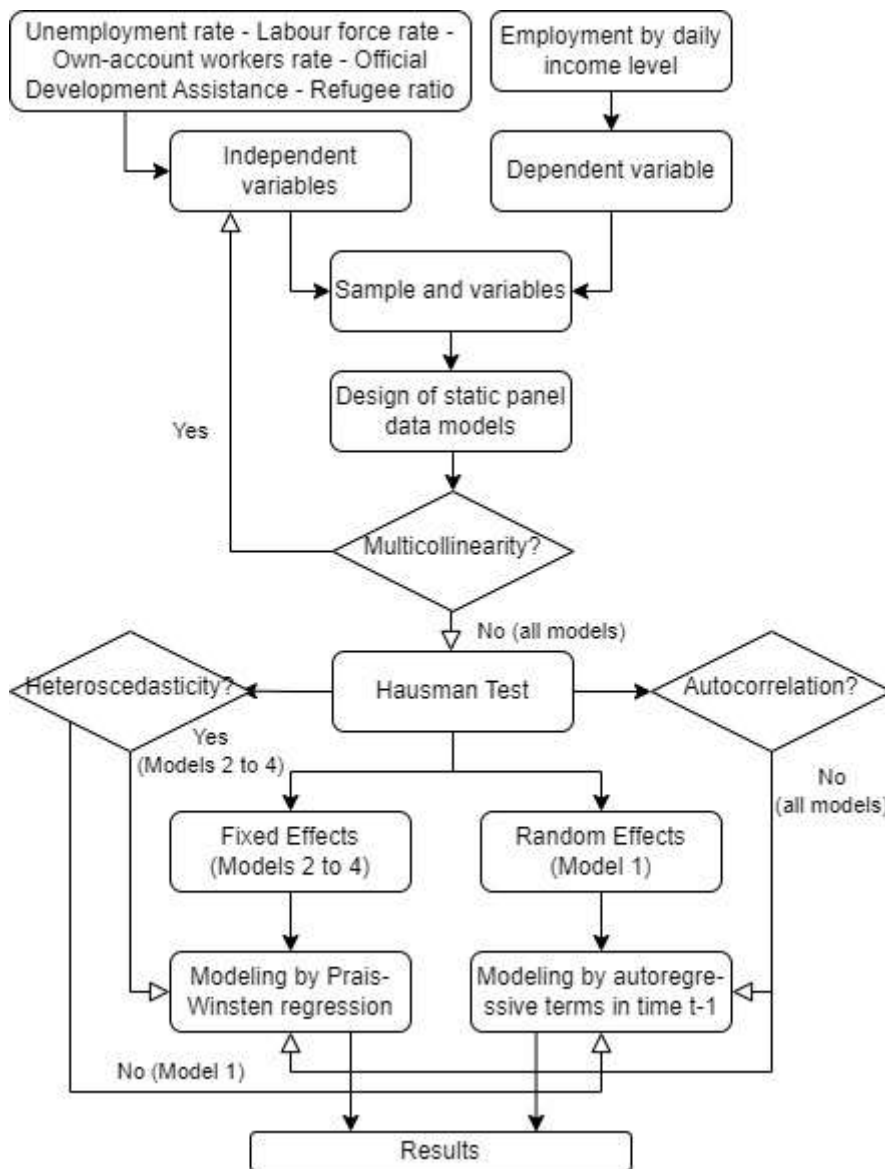 Unemployment rate - Labour force rate -
Own-account workers rate - Official
Development Assistance - Refugee ratio
Employment by daily
income level
Independent
variables
Dependent variable
Sample and variables
Design of static panel
data models
Yes
Multicollinearity?
No (all models)
Heteroscedasticity?
Hausman Test
Autocorrelation?
Yes
(Models 2 to 4)
No
(all models)
Fixed Effects
(Models 2 to 4)
Random Effects
(Model 1)
Modeling by Prais-
Winsten regression
Modeling by autoregre-
ssive terms in time t-1
No (Model 1)
Results